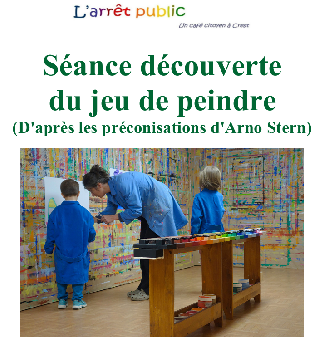 L'arrêt public
Un café citoyen à Crest
Séance découverte
du jeu de peindre
(D'après les préconisations d'Arno Stern)